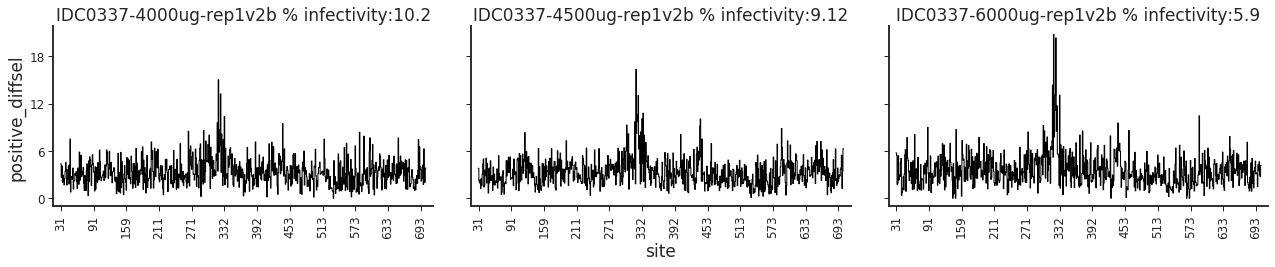 IDC0337-4000ug-rep1v2b % infectivity:10.2
IDC0337-4500ug-rep1v2b % infectivity:9.12
IDC0337-6000ug-rep1v2b % infectivity:5.9
positive_diffsel
18
12
6
0
31 91 159 211 271 332 392 453 513 573 633 693
31 91 159 211 271 332 392 453 513 573 633 693
31 91 159 211 271 332 392 453 513 573 633 693
site